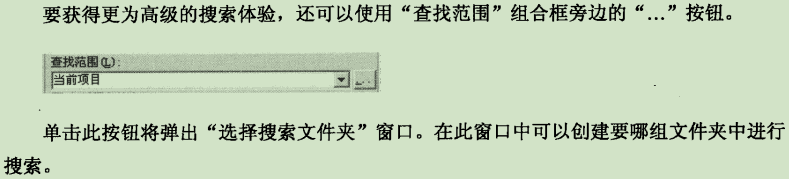 要获得更为高级的搜索体验，还可以使用“查找范围”组合框旁边的“…”按钮。
查找范围(L):
当前项目
...
单击此按钮将弹出“选择搜索文件夹”窗口。在此窗口中可以创建要哪组文件夹中进行
搜索。